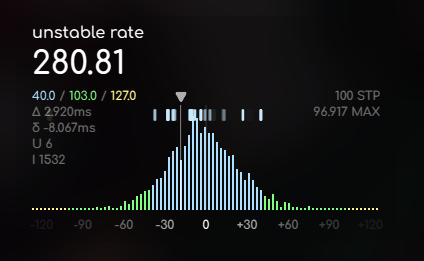 unstable rate
280.81
40.0 / 103.0 / 127.0
100 STP
Δ 2.920ms
96.917 MAX
δ -8.067ms
U 6
I 1532
-120 -90 -60 -30 0 +30 +60 +90 +120